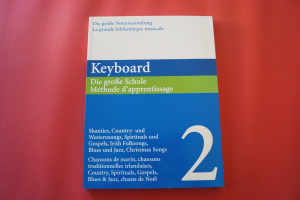 Die große Notensammlung
La grande bibliothèque musicale
Keyboard
Die große Schule
Méthode d'apprentissage
Shanties, Country- und
Westernsongs, Spirituals und
Gospels, Irish Folksongs,
Blues und Jazz, Christmas Songs
Chansons de marin, chansons
traditionnelles irlandaises,
Country, Spirituals, Gospels,
Blues & Jazz, chants de Noël
2